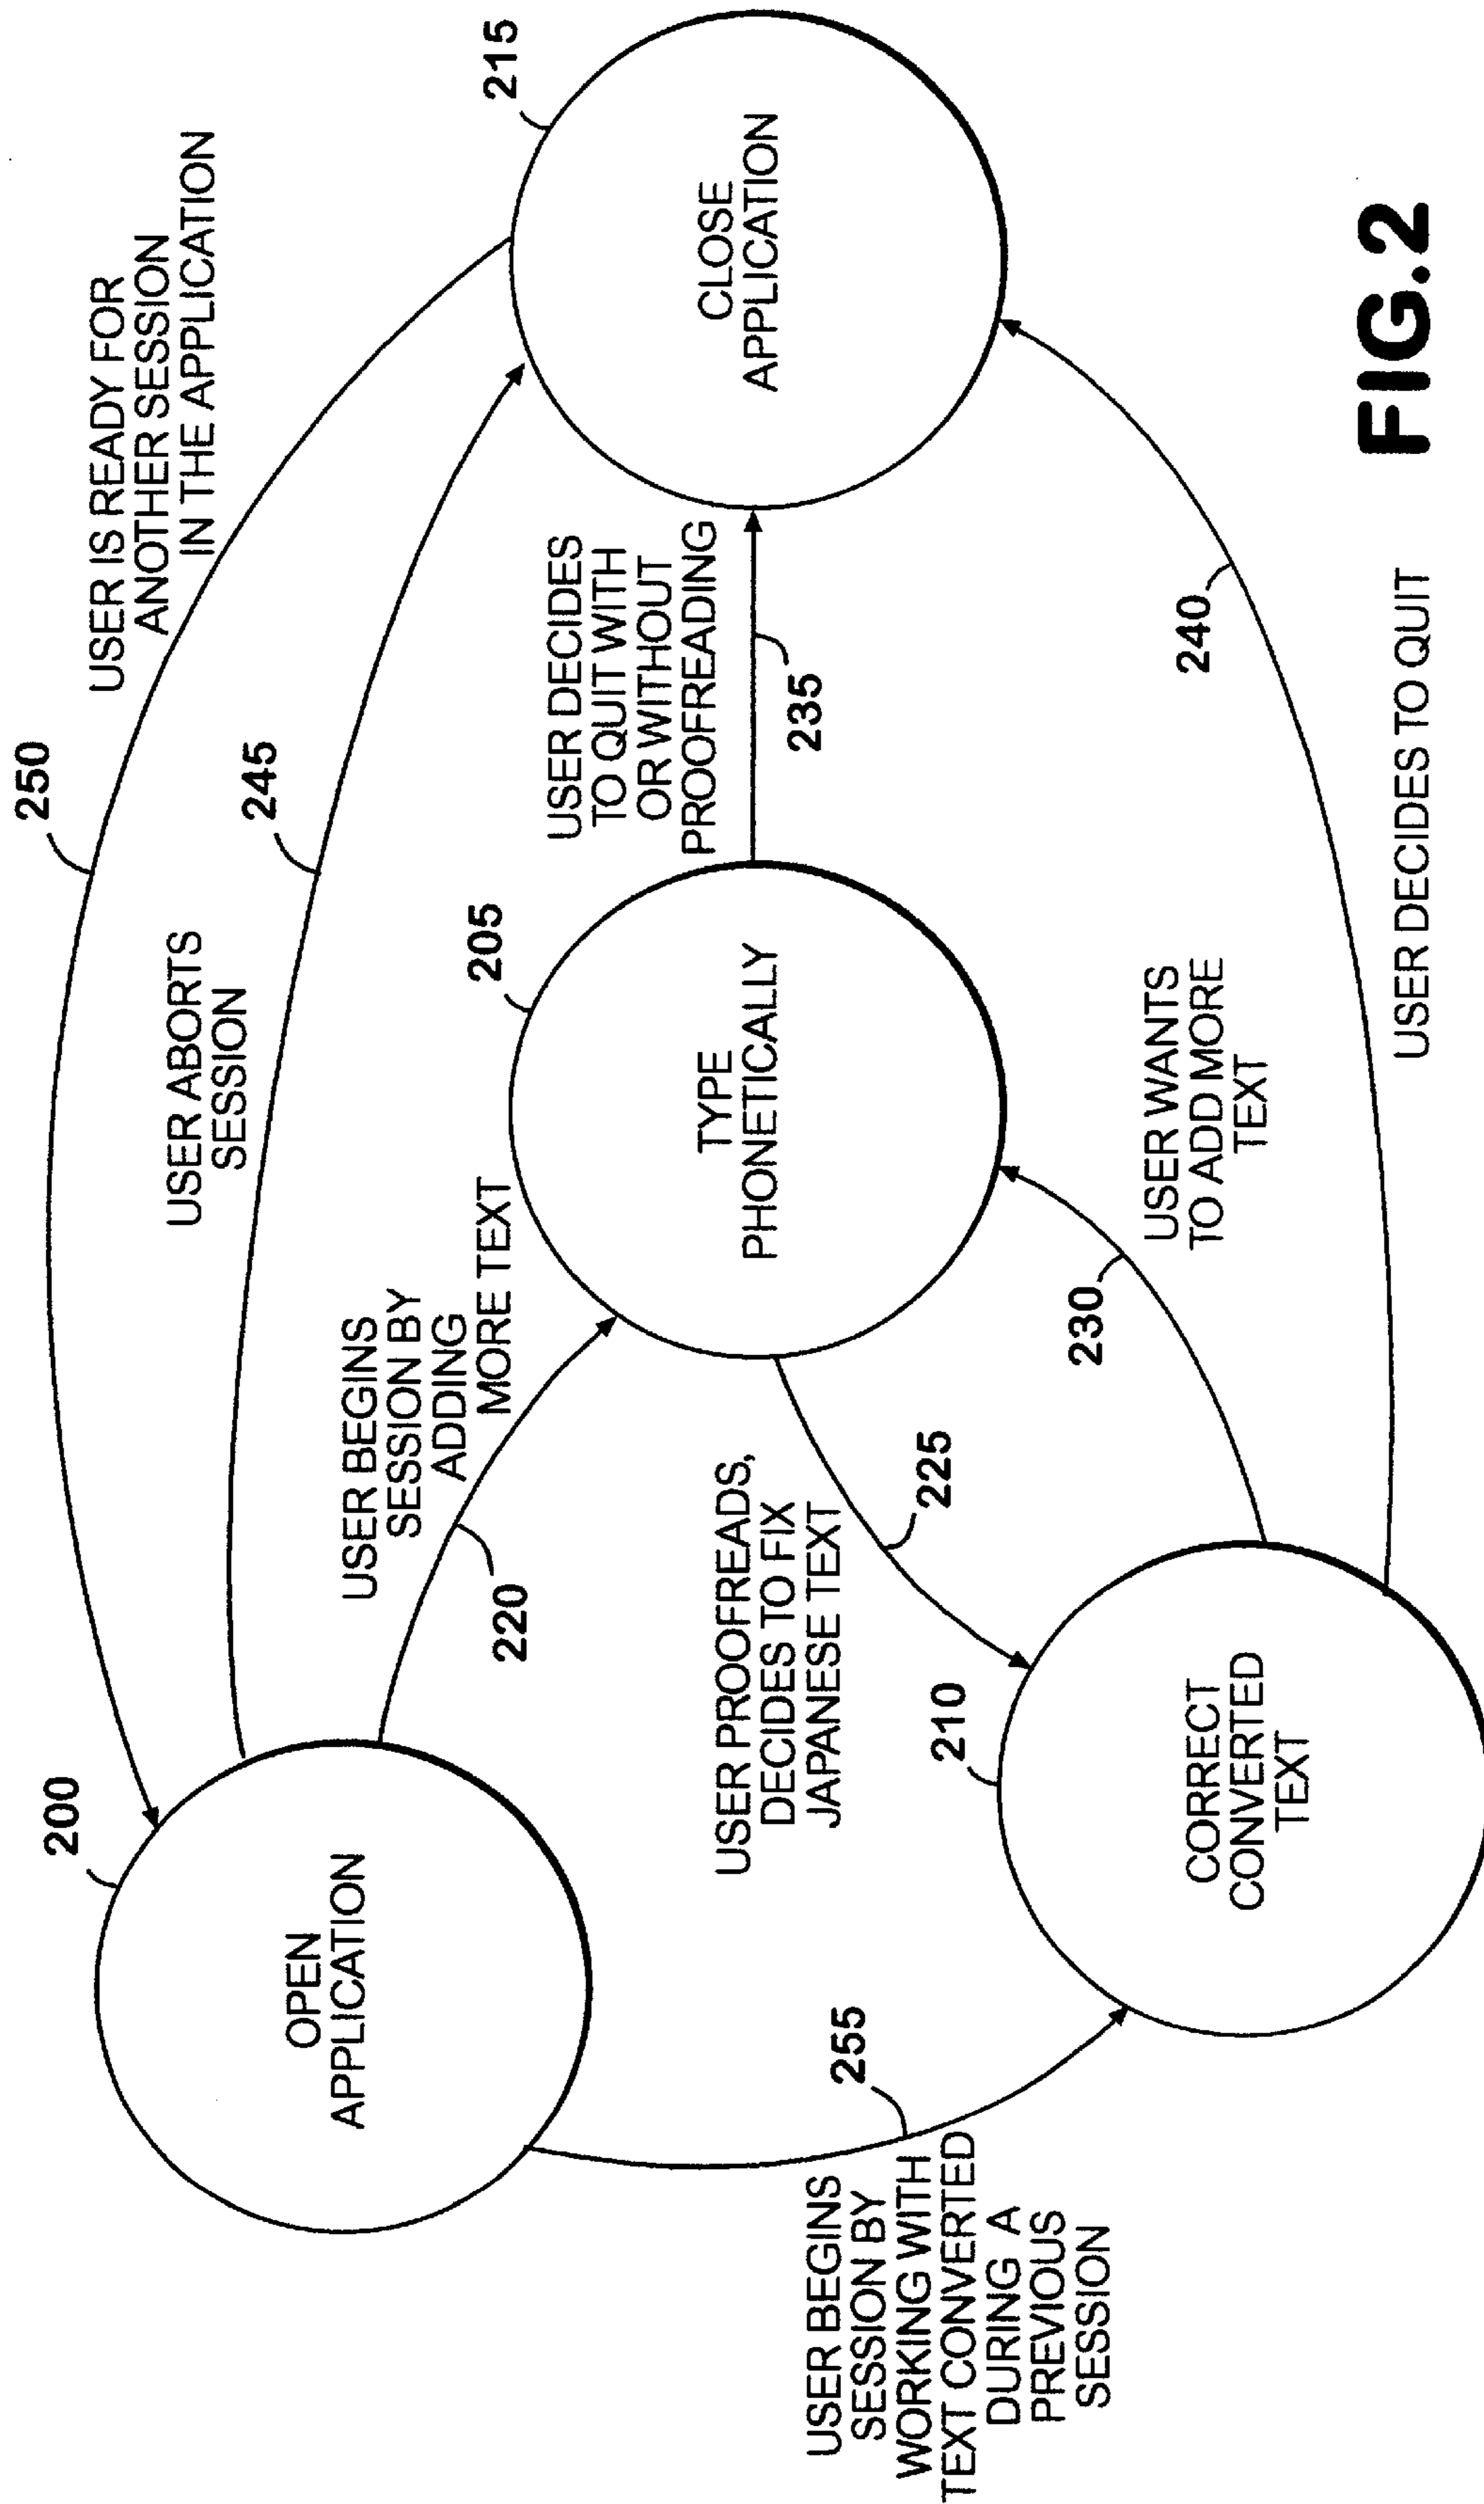 250
USER IS READY FOR
ANOTHER SESSION
IN THE APPLICATION
200
USER ABORTS
SESSION
245
OPEN
APPLICATION
USER BEGINS
SESSION BY
ADDING
MORE TEXT
220
205
215
USER DECIDES
TO QUIT WITH
OR WITHOUT
PROOFREADING
TYPE
PHONETICALLY
CLOSE
APPLICATION
235
USER PROOFREADS,
DECIDES TO FIX
JAPANESE TEXT
225
USER BEGINS
SESSION BY
WORKING WITH
TEXT CONVERTED
DURING A
PREVIOUS
SESSION
255
210
230
USER WANTS
TO ADD MORE
TEXT
240
CORRECT
CONVERTED
TEXT
USER DECIDES TO QUIT
FIG.2